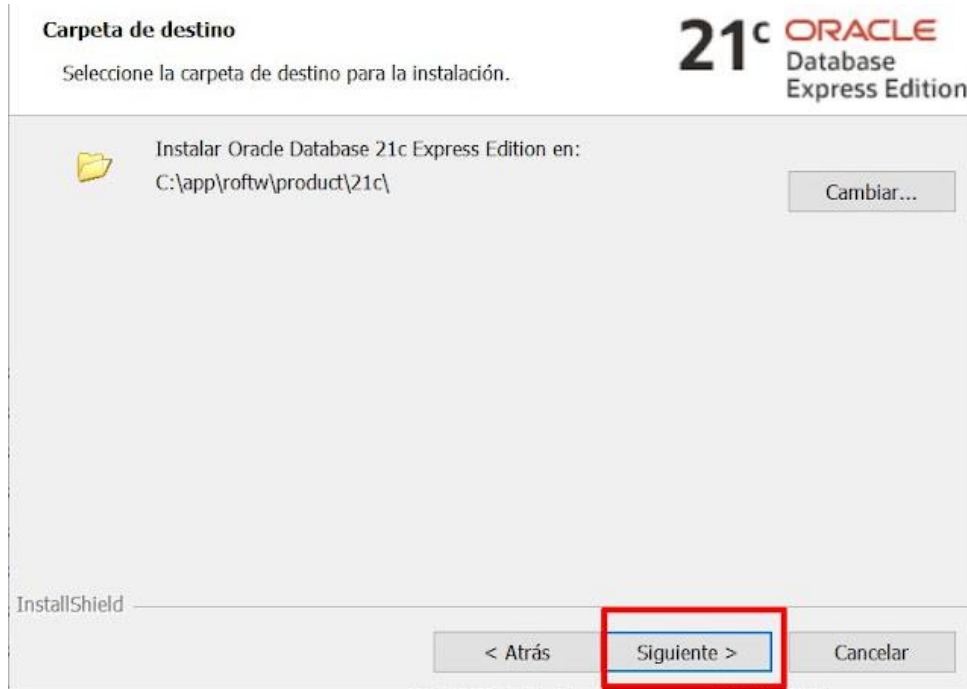 Carpeta de destino
Seleccione la carpeta de destino para la instalación.
21c ORACLE
Database
Express Edition
Instalar Oracle Database 21c Express Edition en:
C:\app\roftw\product\21c\
Cambiar...
InstallShield
< Atrás
Siguiente >
Cancelar